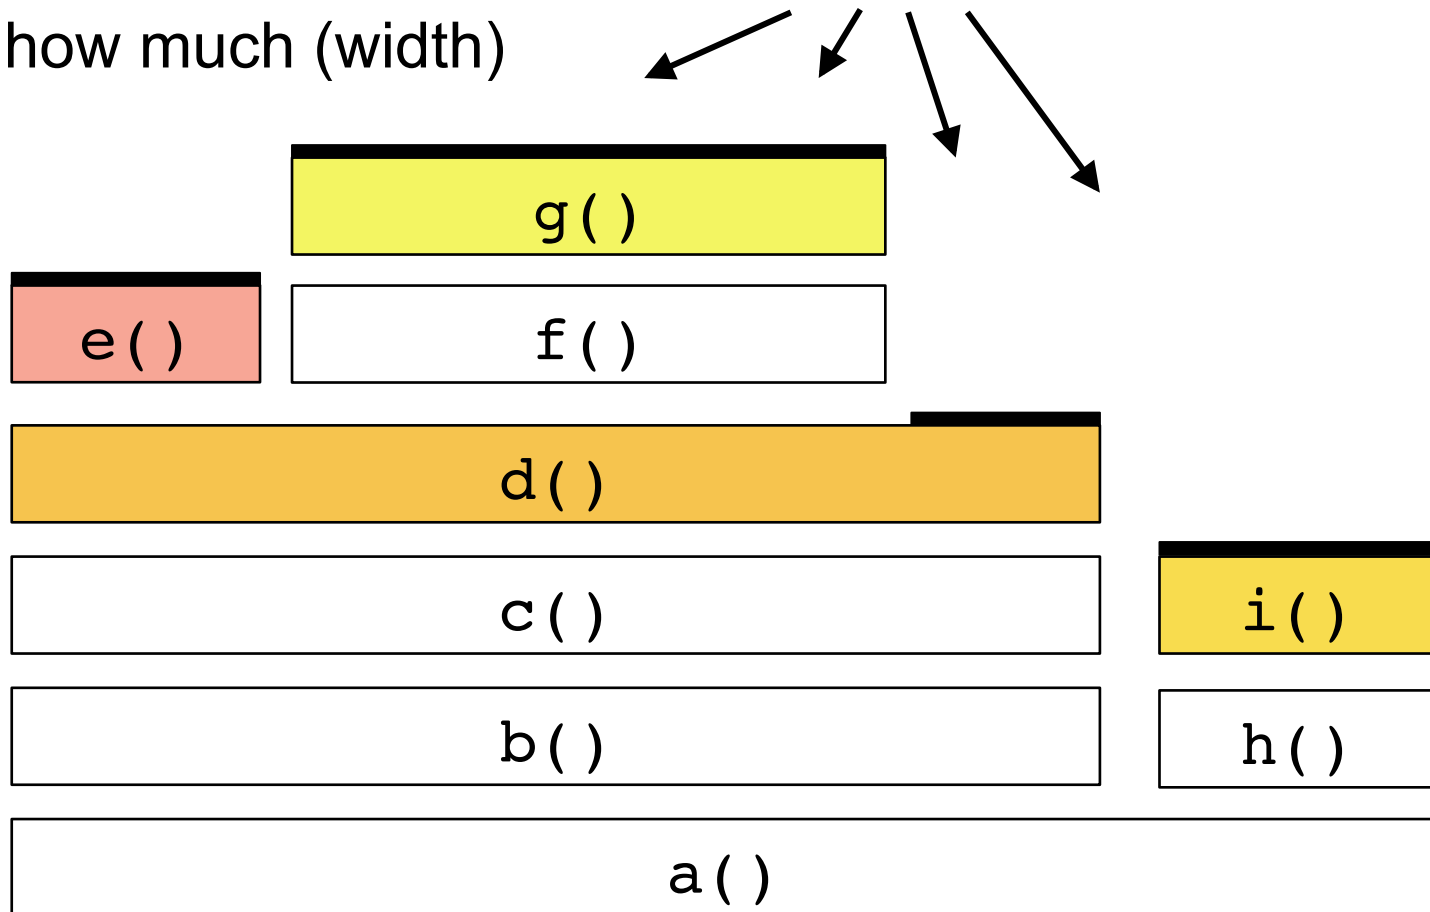 how much (width)
g()
e()
f()
d()
c()
i()
b()
h()
a()